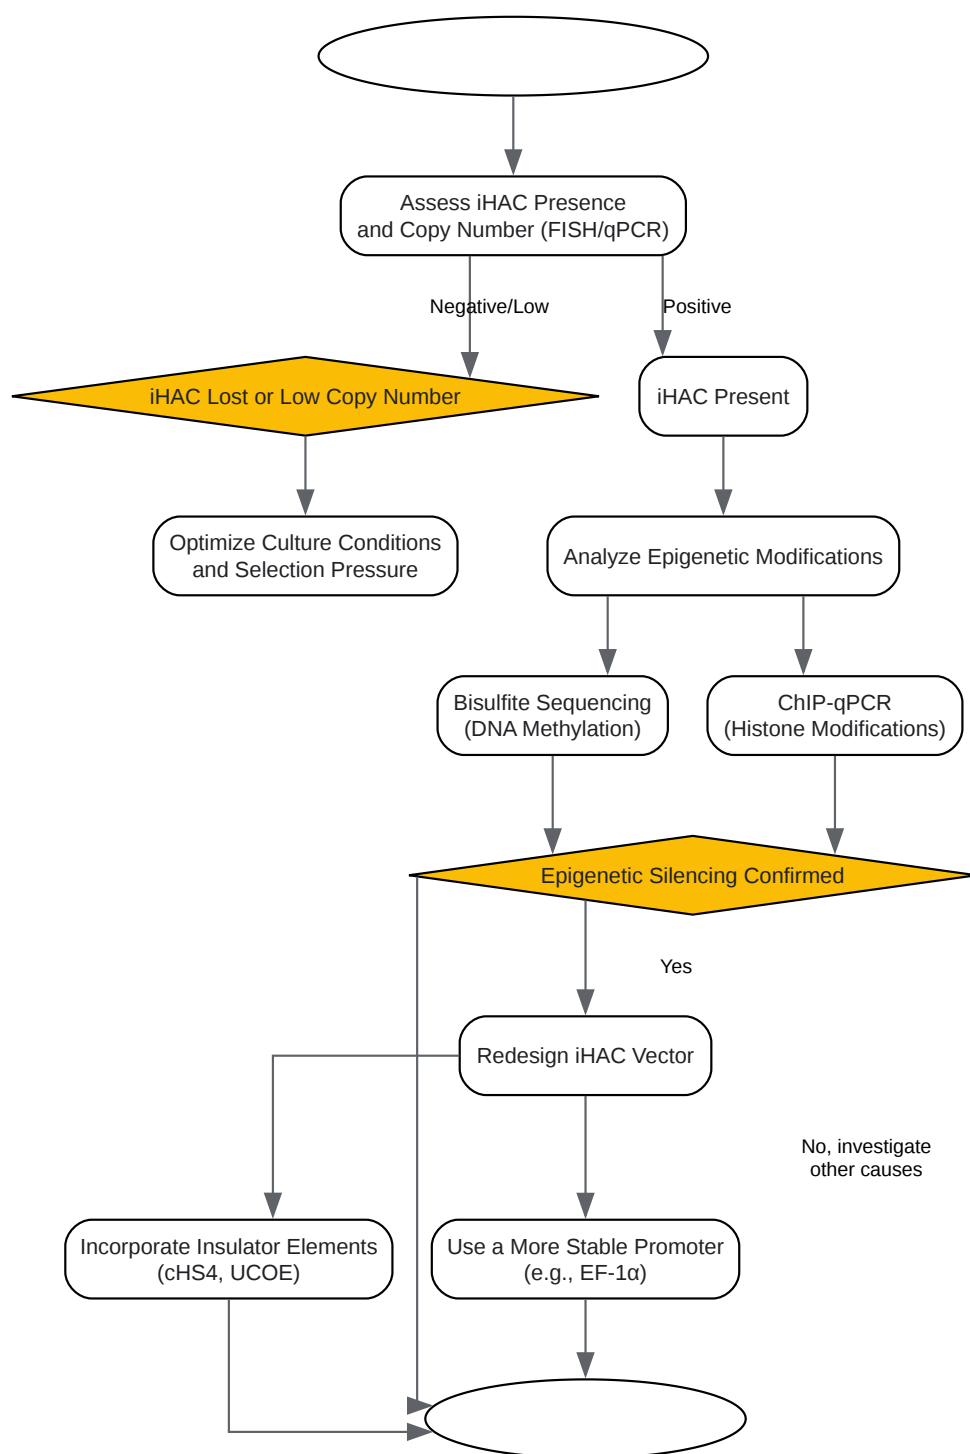 Assess iHAC Presence
and Copy Number (FISH/qPCR)
Negative/Low
Positive
iHAC Lost or Low Copy Number
iHAC Present
Optimize Culture Conditions
and Selection Pressure
Analyze Epigenetic Modifications
Bisulfite Sequencing
(DNA Methylation)
ChIP-qPCR
(Histone Modifications)
Epigenetic Silencing Confirmed
Yes
Redesign iHAC Vector
No, investigate
other causes
Incorporate Insulator Elements
(cHS4, UCOE)
Use a More Stable Promoter
(e.g., EF-1α)